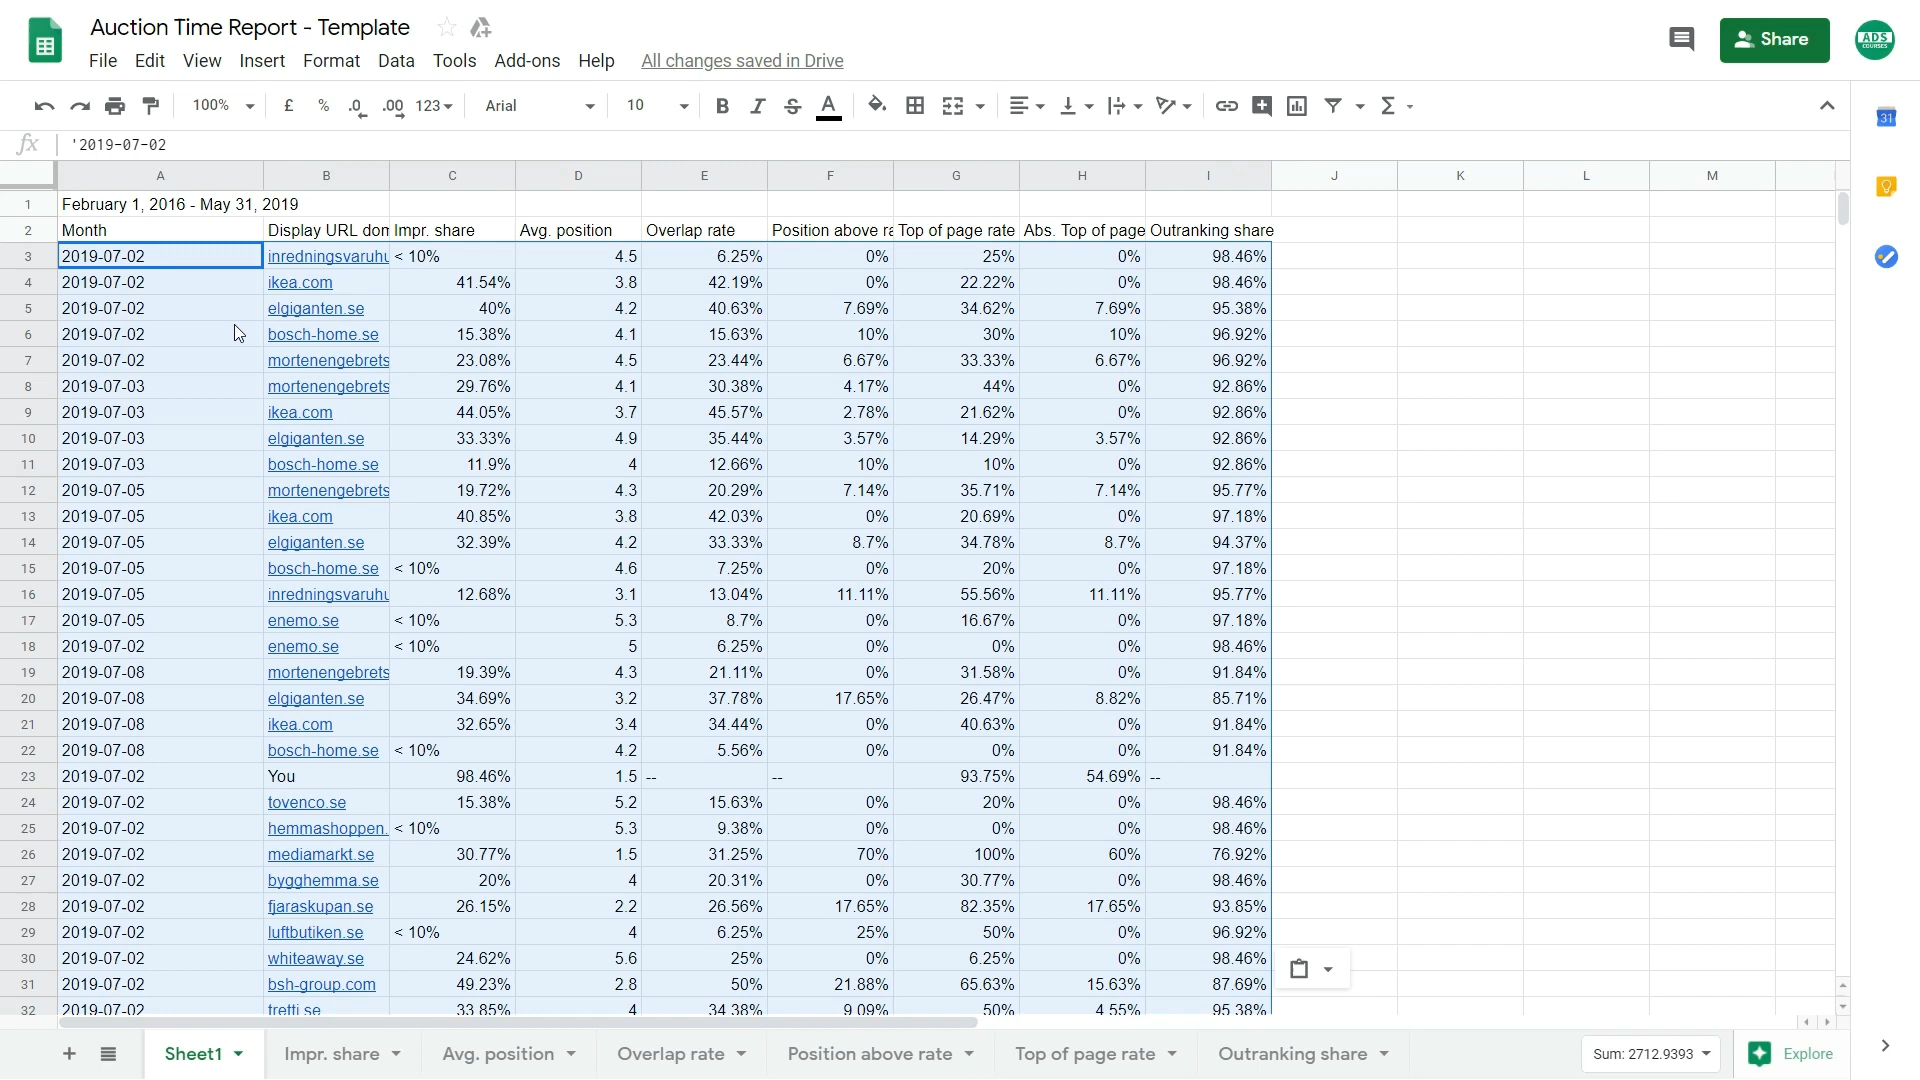 Auction Time Report - Template
Share
ADS COURSES
File Edit View Insert Format Data Tools Add-ons Help All changes saved in Drive
100% £ % .0 .00 123 Arial 10 B I S A Σ
31
fx '2019-07-02
A B C D E F G H I J K L M
1 February 1, 2016 - May 31, 2019
2 Month Display URL dom Impr. share Avg. position Overlap rate Position above ra Top of page rate Abs. Top of page Outranking share
3 2019-07-02 inredningsvaruhu < 10% 4.5 6.25% 0% 25% 0% 98.46%
4 2019-07-02 ikea.com 41.54% 3.8 42.19% 0% 22.22% 0% 98.46%
5 2019-07-02 elgiganten.se 40% 4.2 40.63% 7.69% 34.62% 7.69% 95.38%
6 2019-07-02 bosch-home.se 15.38% 4.1 15.63% 10% 30% 10% 96.92%
7 2019-07-02 mortenengebrets 23.08% 4.5 23.44% 6.67% 33.33% 6.67% 96.92%
8 2019-07-03 mortenengebrets 29.76% 4.1 30.38% 4.17% 44% 0% 92.86%
9 2019-07-03 ikea.com 44.05% 3.7 45.57% 2.78% 21.62% 0% 92.86%
10 2019-07-03 elgiganten.se 33.33% 4.9 35.44% 3.57% 14.29% 3.57% 92.86%
11 2019-07-03 bosch-home.se 11.9% 4 12.66% 10% 10% 0% 92.86%
12 2019-07-05 mortenengebrets 19.72% 4.3 20.29% 7.14% 35.71% 7.14% 95.77%
13 2019-07-05 ikea.com 40.85% 3.8 42.03% 0% 20.69% 0% 97.18%
14 2019-07-05 elgiganten.se 32.39% 4.2 33.33% 8.7% 34.78% 8.7% 94.37%
15 2019-07-05 bosch-home.se < 10% 4.6 7.25% 0% 20% 0% 97.18%
16 2019-07-05 inredningsvaruhu 12.68% 3.1 13.04% 11.11% 55.56% 11.11% 95.77%
17 2019-07-05 enemo.se < 10% 5.3 8.7% 0% 16.67% 0% 97.18%
18 2019-07-02 enemo.se < 10% 5 6.25% 0% 0% 0% 98.46%
19 2019-07-08 mortenengebrets 19.39% 4.3 21.11% 0% 31.58% 0% 91.84%
20 2019-07-08 elgiganten.se 34.69% 3.2 37.78% 17.65% 26.47% 8.82% 85.71%
21 2019-07-08 ikea.com 32.65% 3.4 34.44% 0% 40.63% 0% 91.84%
22 2019-07-08 bosch-home.se < 10% 4.2 5.56% 0% 0% 0% 91.84%
23 2019-07-02 You 98.46% 1.5 -- -- 93.75% 54.69% --
24 2019-07-02 tovenco.se 15.38% 5.2 15.63% 0% 20% 0% 98.46%
25 2019-07-02 hemmashoppen. < 10% 5.3 9.38% 0% 0% 0% 98.46%
26 2019-07-02 mediamarkt.se 30.77% 1.5 31.25% 70% 100% 60% 76.92%
27 2019-07-02 bygghemma.se 20% 4 20.31% 0% 30.77% 0% 98.46%
28 2019-07-02 fjaraskupan.se 26.15% 2.2 26.56% 17.65% 82.35% 17.65% 93.85%
29 2019-07-02 luftbutiken.se < 10% 4 6.25% 25% 50% 0% 96.92%
30 2019-07-02 whiteaway.se 24.62% 5.6 25% 0% 6.25% 0% 98.46%
31 2019-07-02 bsh-group.com 49.23% 2.8 50% 21.88% 65.63% 15.63% 87.69%
32 2019-07-02 tretti.se 33.85% 4 34.38% 9.09% 50% 4.55% 95.38%
Sheet1 Impr. share Avg. position Overlap rate Position above rate Top of page rate Outranking share Sum: 2712.9393 Explore